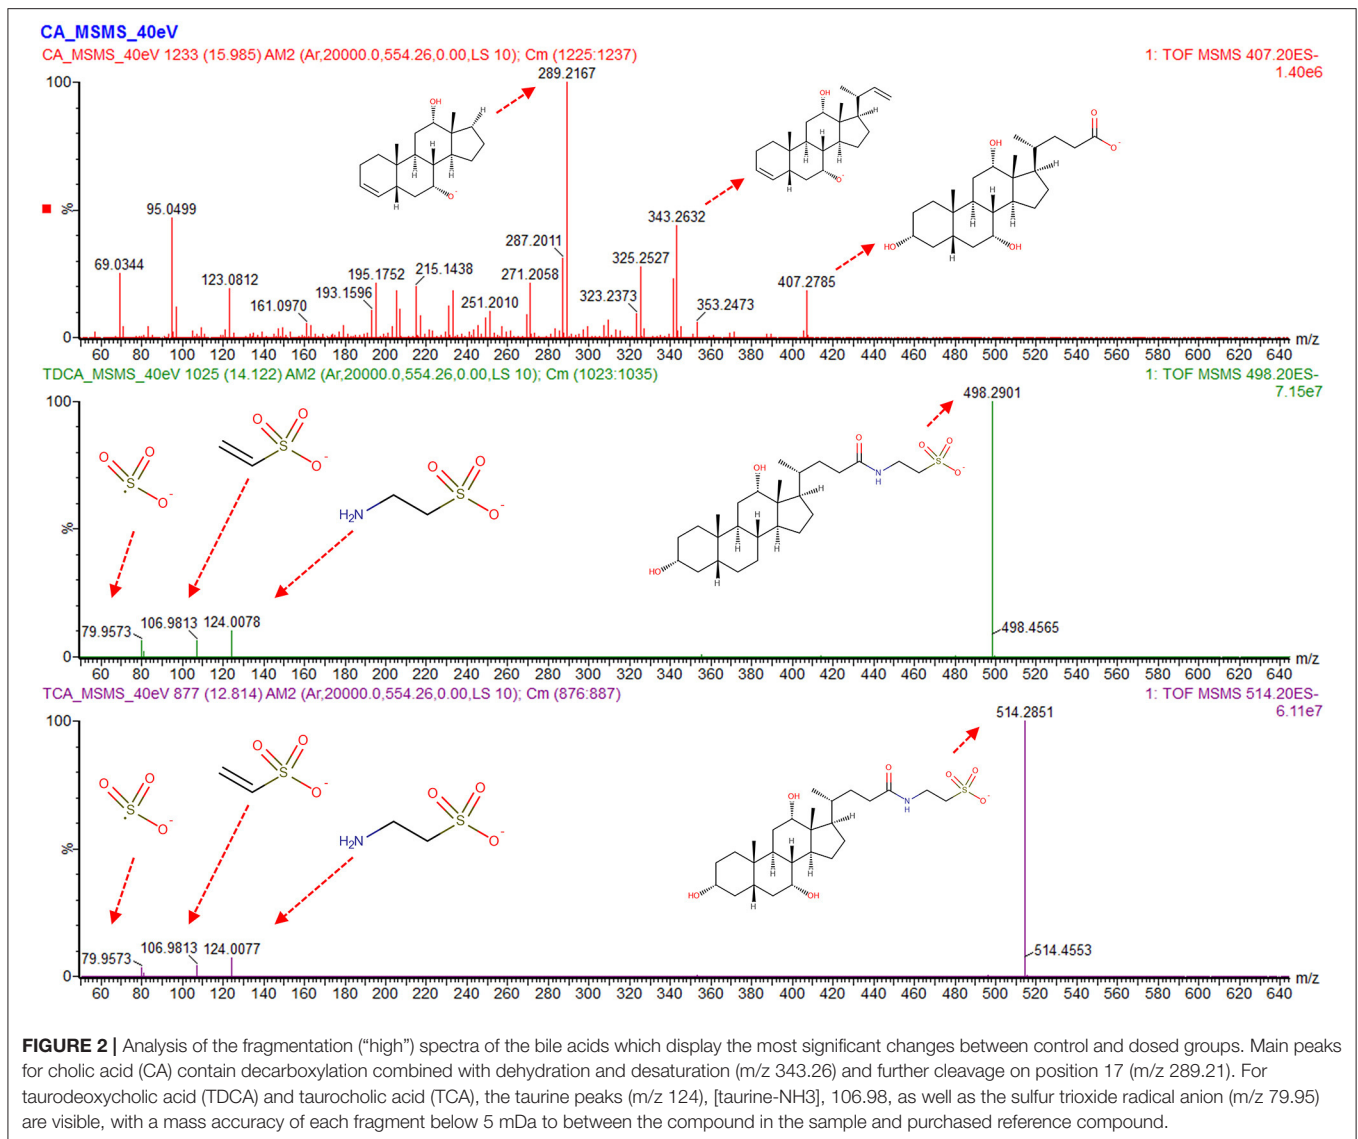 CA_MSMS_40eV
CA_MSMS_40eV 1233 (15.985) AM2 (Ar,20000.0,554.26,0.00,LS 10); Cm (1225:1237)
1: TOF MSMS 407.20ES-
1.40e6
100
%
0
289.2167
343.2632
407.2785
95.0499
69.0344
123.0812
161.0970
193.1596
195.1752
215.1438
251.2010
271.2058
287.2011
323.2373
325.2527
353.2473
OH
H
H
H
H
H
O-
OH
H
H
H
H
H
O-
O
O-
OH
H
H
H
H
H
HO
OH
60 80 100 120 140 160 180 200 220 240 260 280 300 320 340 360 380 400 420 440 460 480 500 520 540 560 580 600 620 640 m/z
TDCA_MSMS_40eV 1025 (14.122) AM2 (Ar,20000.0,554.26,0.00,LS 10); Cm (1023:1035)
1: TOF MSMS 498.20ES-
7.15e7
100
%
0
498.2901
498.4565
79.9573
106.9813
124.0078
O O
S
O-
O O
S
O-
O O
S
H2N
O-
O
O O
S
O-
N
H
OH
H
H
H
H
H
HO
60 80 100 120 140 160 180 200 220 240 260 280 300 320 340 360 380 400 420 440 460 480 500 520 540 560 580 600 620 640 m/z
TCA_MSMS_40eV 877 (12.814) AM2 (Ar,20000.0,554.26,0.00,LS 10); Cm (876:887)
1: TOF MSMS 514.20ES-
6.11e7
100
%
0
514.2851
514.4553
79.9573
106.9813
124.0077
O O
S
O-
O O
S
O-
O O
S
H2N
O-
O
O O
S
O-
N
H
OH
H
H
H
H
H
HO
OH
60 80 100 120 140 160 180 200 220 240 260 280 300 320 340 360 380 400 420 440 460 480 500 520 540 560 580 600 620 640 m/z
FIGURE 2 | Analysis of the fragmentation (“high”) spectra of the bile acids which display the most significant changes between control and dosed groups. Main peaks
for cholic acid (CA) contain decarboxylation combined with dehydration and desaturation (m/z 343.26) and further cleavage on position 17 (m/z 289.21). For
taurodeoxycholic acid (TDCA) and taurocholic acid (TCA), the taurine peaks (m/z 124), [taurine-NH3], 106.98, as well as the sulfur trioxide radical anion (m/z 79.95)
are visible, with a mass accuracy of each fragment below 5 mDa to between the compound in the sample and purchased reference compound.